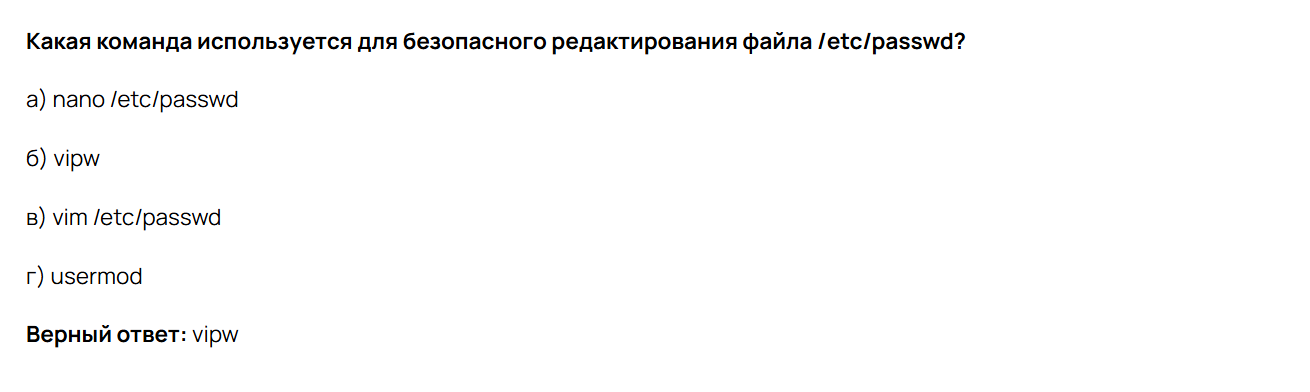 Какая команда используется для безопасного редактирования файла /etc/passwd?
а) nano /etc/passwd
б) vipw
в) vim /etc/passwd
г) usermod
Верный ответ: vipw